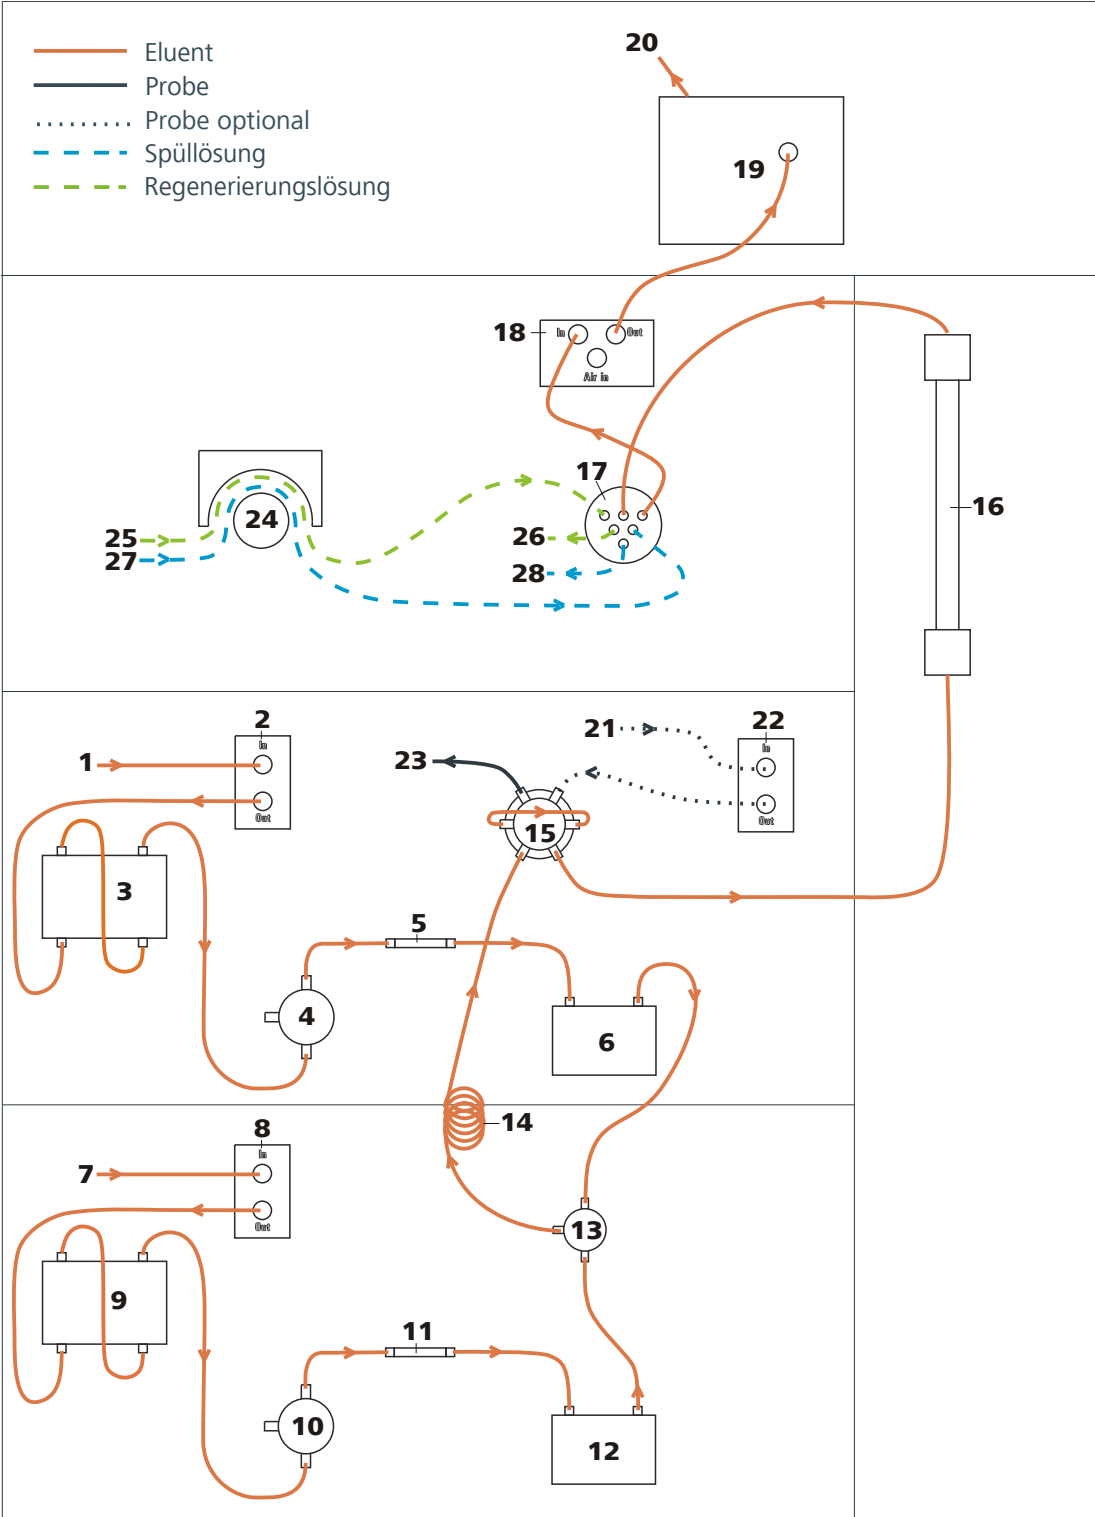 Eluent
Probe
Probe optional
Spüllösung
Regenerierungslösung
20
19
18
In
Out
Air in
17
16
24
25
27
26
28
1
2
In
Out
3
4
5
6
23
21
22
In
Out
15
14
7
8
In
Out
9
10
11
12
13